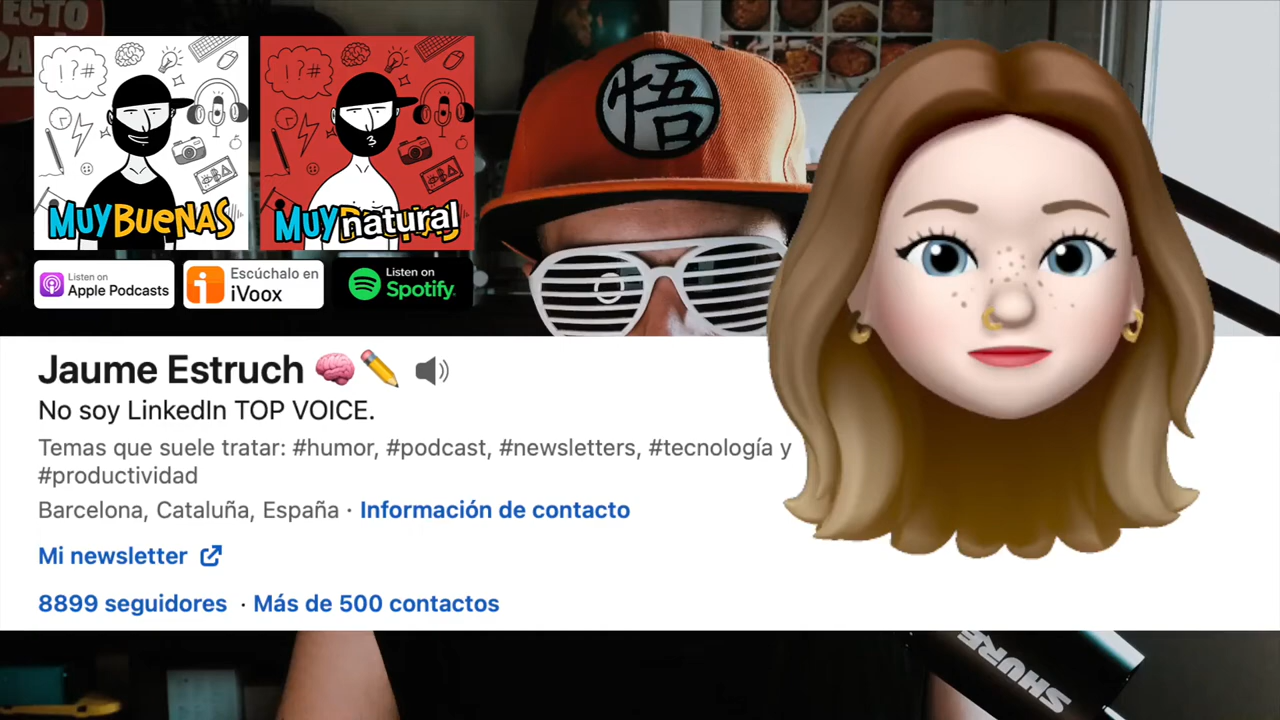 ECTO
!?#
!?#
悟
MUYBUENAS
MUYnatural
Listen on
Apple Podcasts
Escúchalo en
iVoox
Listen on
Spotify
Jaume Estruch 🧠✏️
No soy LinkedIn TOP VOICE.
Temas que suele tratar: #humor, #podcast, #newsletters, #tecnología y
#productividad
Barcelona, Cataluña, España · Información de contacto
Mi newsletter
8899 seguidores · Más de 500 contactos
SHURE